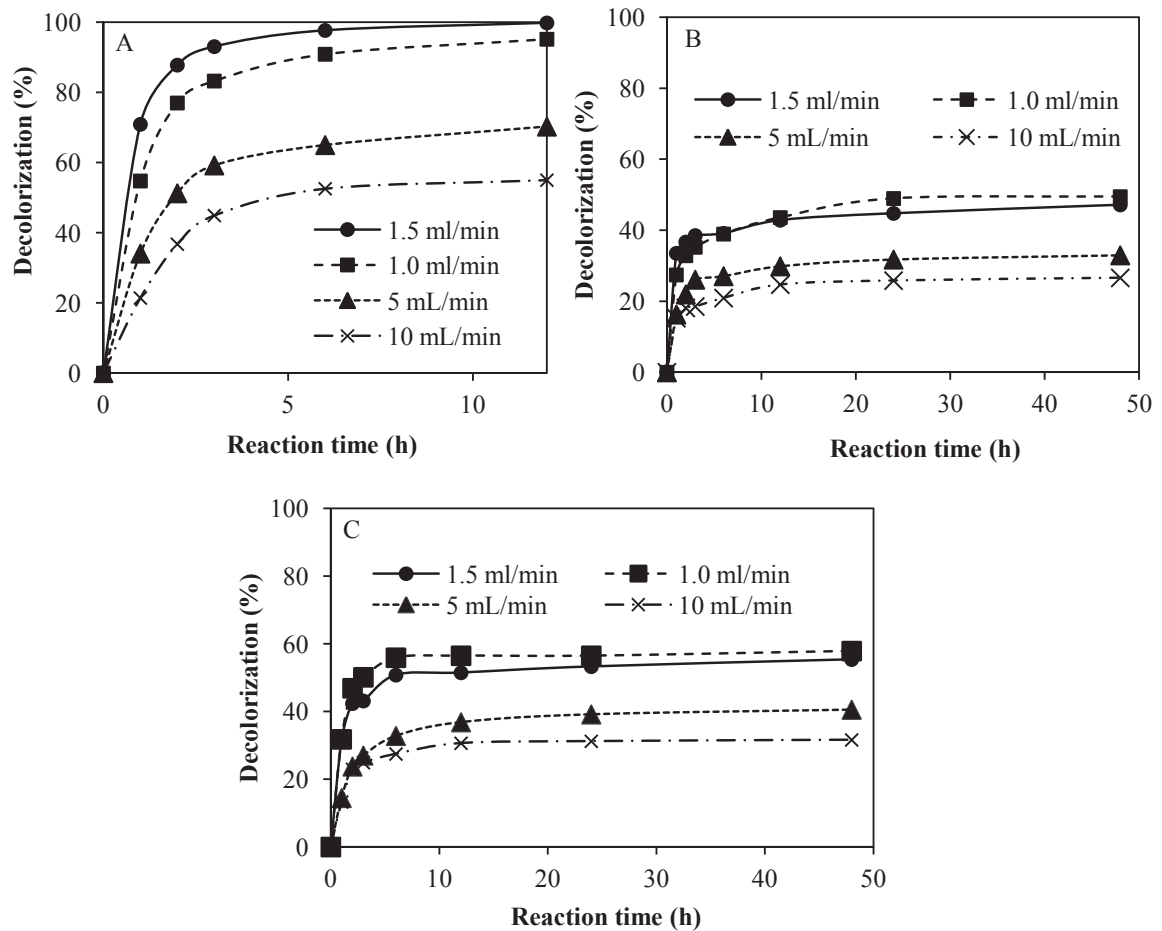 A
Decolorization (%)
100
80
60
40
20
0
1.5 ml/min
1.0 ml/min
5 mL/min
10 mL/min
0 5 10
Reaction time (h)
B
Decolorization (%)
100
80
60
40
20
0
1.5 ml/min 1.0 ml/min
5 mL/min 10 mL/min
0 10 20 30 40 50
Reaction time (h)
C
Decolorization (%)
100
80
60
40
20
0
1.5 ml/min 1.0 ml/min
5 mL/min 10 mL/min
0 10 20 30 40 50
Reaction time (h)